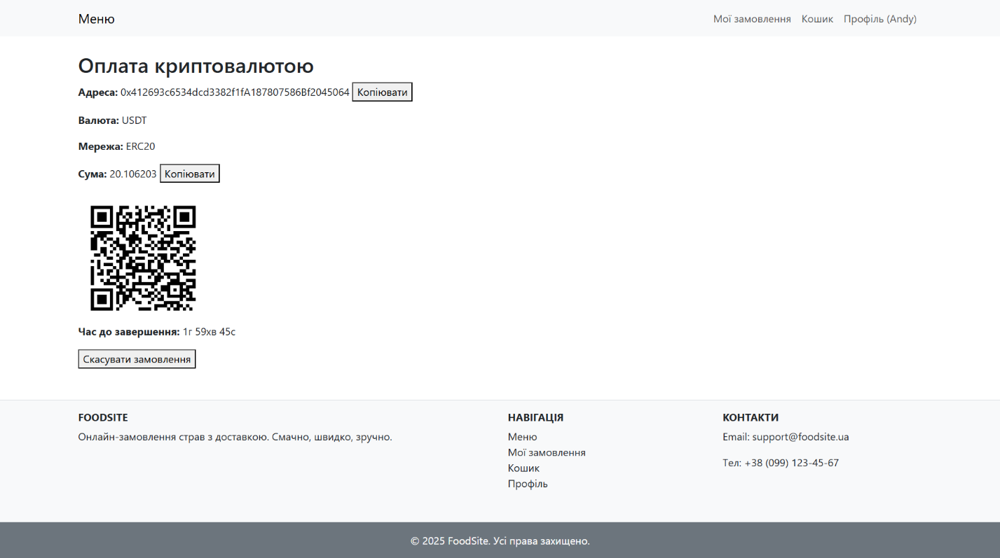 Меню
Мої замовлення Кошик Профіль (Andy)
Оплата криптовалютою
Адреса: 0x412693c6534dcd3382f1fA187807586Bf2045064 Копіювати
Валюта: USDT
Мережа: ERC20
Сума: 20.106203 Копіювати
Час до завершення: 1г 59хв 45с
Скасувати замовлення
FOODSITE
Онлайн-замовлення страв з доставкою. Смачно, швидко, зручно.
НАВІГАЦІЯ
Меню
Мої замовлення
Кошик
Профіль
КОНТАКТИ
Email: support@foodsite.ua
Тел: +38 (099) 123-45-67
© 2025 FoodSite. Усі права захищено.